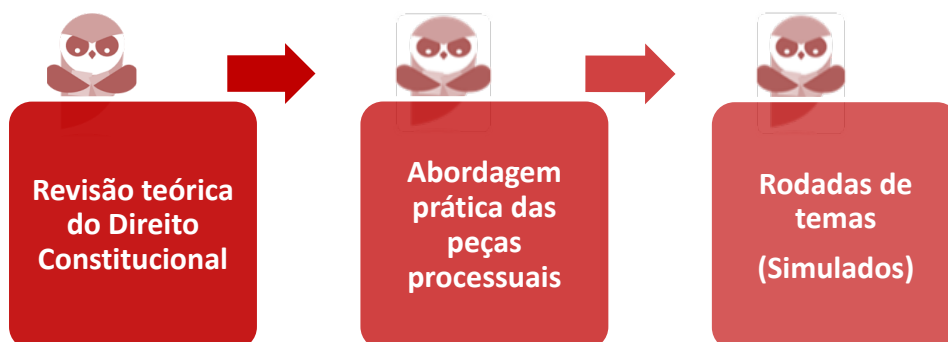 Revisão teórica
do Direito
Constitucional
Abordagem
prática das
peças
processuais
Rodadas de
temas
(Simulados)